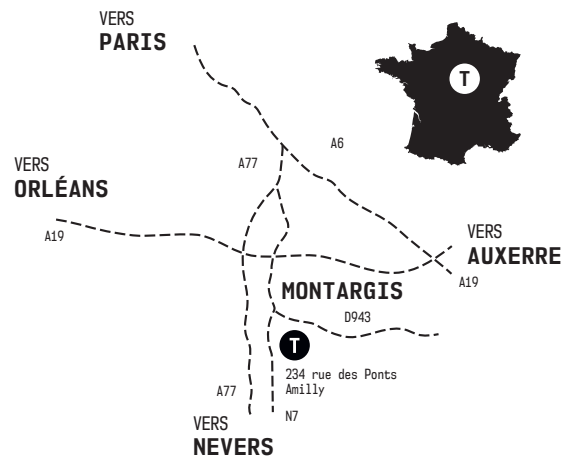 VERS
PARIS
T
A6
A77
VERS
ORLÉANS
A19
VERS
AUXERRE
A19
MONTARGIS
D943
T
234 rue des Ponts
Amilly
A77
N7
VERS
NEVERS